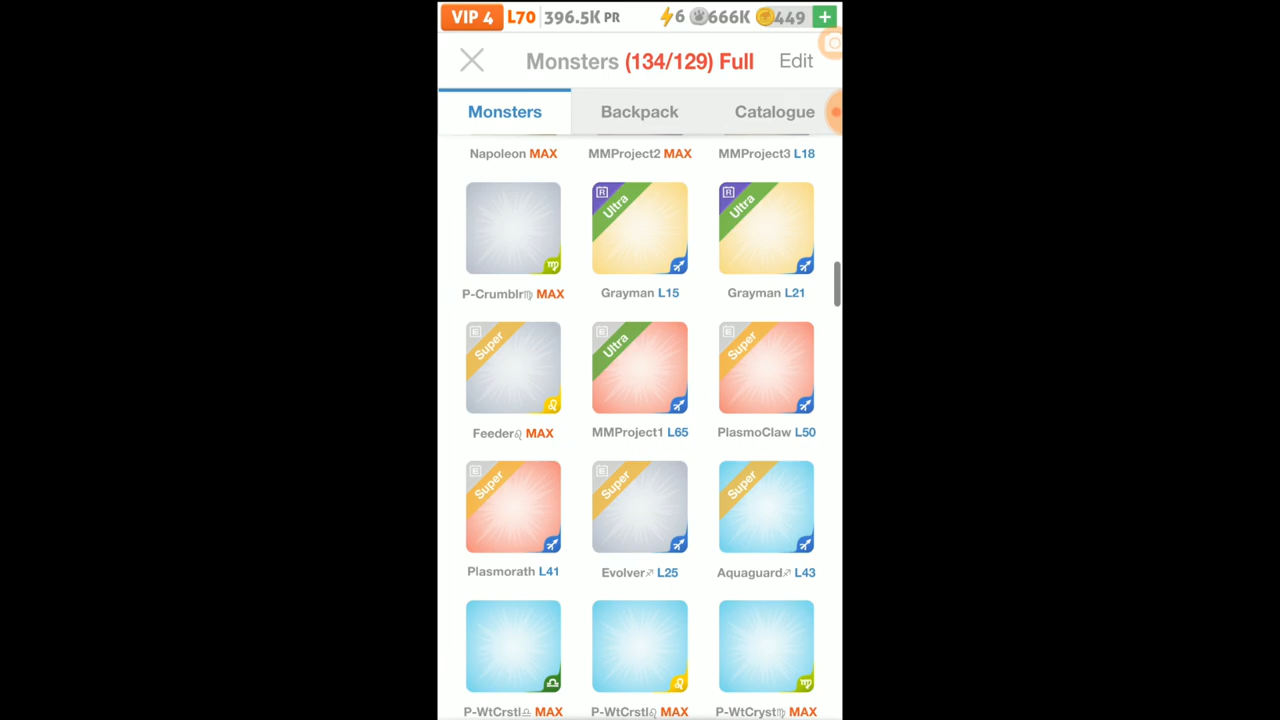 VIP 4 L70 396.5K PR 6 666K 449 +
Monsters (134/129) Full Edit
Monsters Backpack Catalogue
Napoleon MAX MMProject2 MAX MMProject3 L18
R Ultra R Ultra
P-Crumblr♍ MAX Grayman L15 Grayman L21
E Super E Ultra E Super
Feeder♌ MAX MMProject1 L65 PlasmoClaw L50
E Super E Super Super
Plasmorath L41 Evolver♐ L25 Aquaguard♐ L43
P-WtCrstl♎ MAX P-WtCrstl♌ MAX P-WtCryst♍ MAX